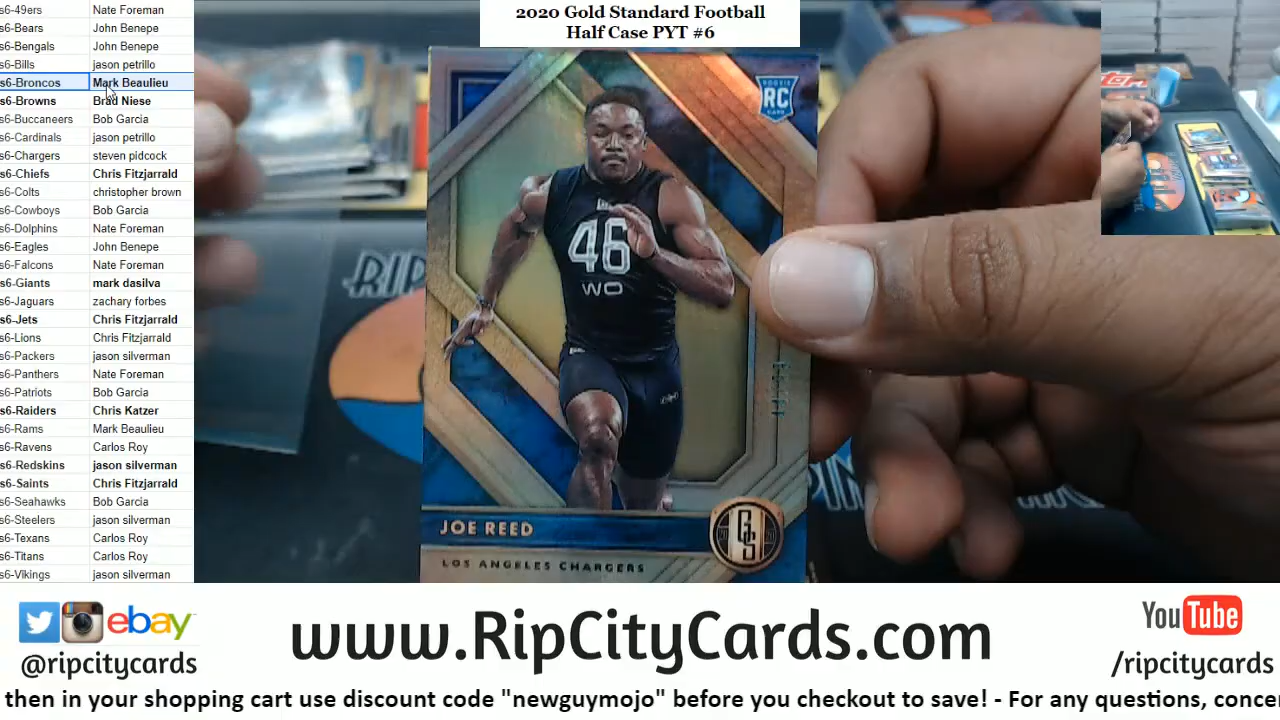 2020 Gold Standard Football
Half Case PYT #6
s6-49ers Nate Foreman
s6-Bears John Benepe
s6-Bengals John Benepe
s6-Bills jason petrillo
s6-Broncos Mark Beaulieu
s6-Browns Brad Niese
s6-Buccaneers Bob Garcia
s6-Cardinals jason petrillo
s6-Chargers steven pidcock
s6-Chiefs Chris Fitzjarrald
s6-Colts christopher brown
s6-Cowboys Bob Garcia
s6-Dolphins Nate Foreman
s6-Eagles John Benepe
s6-Falcons Nate Foreman
s6-Giants mark dasilva
s6-Jaguars zachary forbes
s6-Jets Chris Fitzjarrald
s6-Lions Chris Fitzjarrald
s6-Packers jason silverman
s6-Panthers Nate Foreman
s6-Patriots Bob Garcia
s6-Raiders Chris Katzer
s6-Rams Mark Beaulieu
s6-Ravens Carlos Roy
s6-Redskins jason silverman
s6-Saints Chris Fitzjarrald
s6-Seahawks Bob Garcia
s6-Steelers jason silverman
s6-Texans Carlos Roy
s6-Titans Carlos Roy
s6-Vikings jason silverman
ROOKIE
RC
CARD
46
WO
JOE REED
GS
LOS ANGELES CHARGERS
RIP
ebay
@ripcitycards
www.RipCityCards.com
YouTube
/ripcitycards
then in your shopping cart use discount code "newguymojo" before you checkout to save! - For any questions, concer